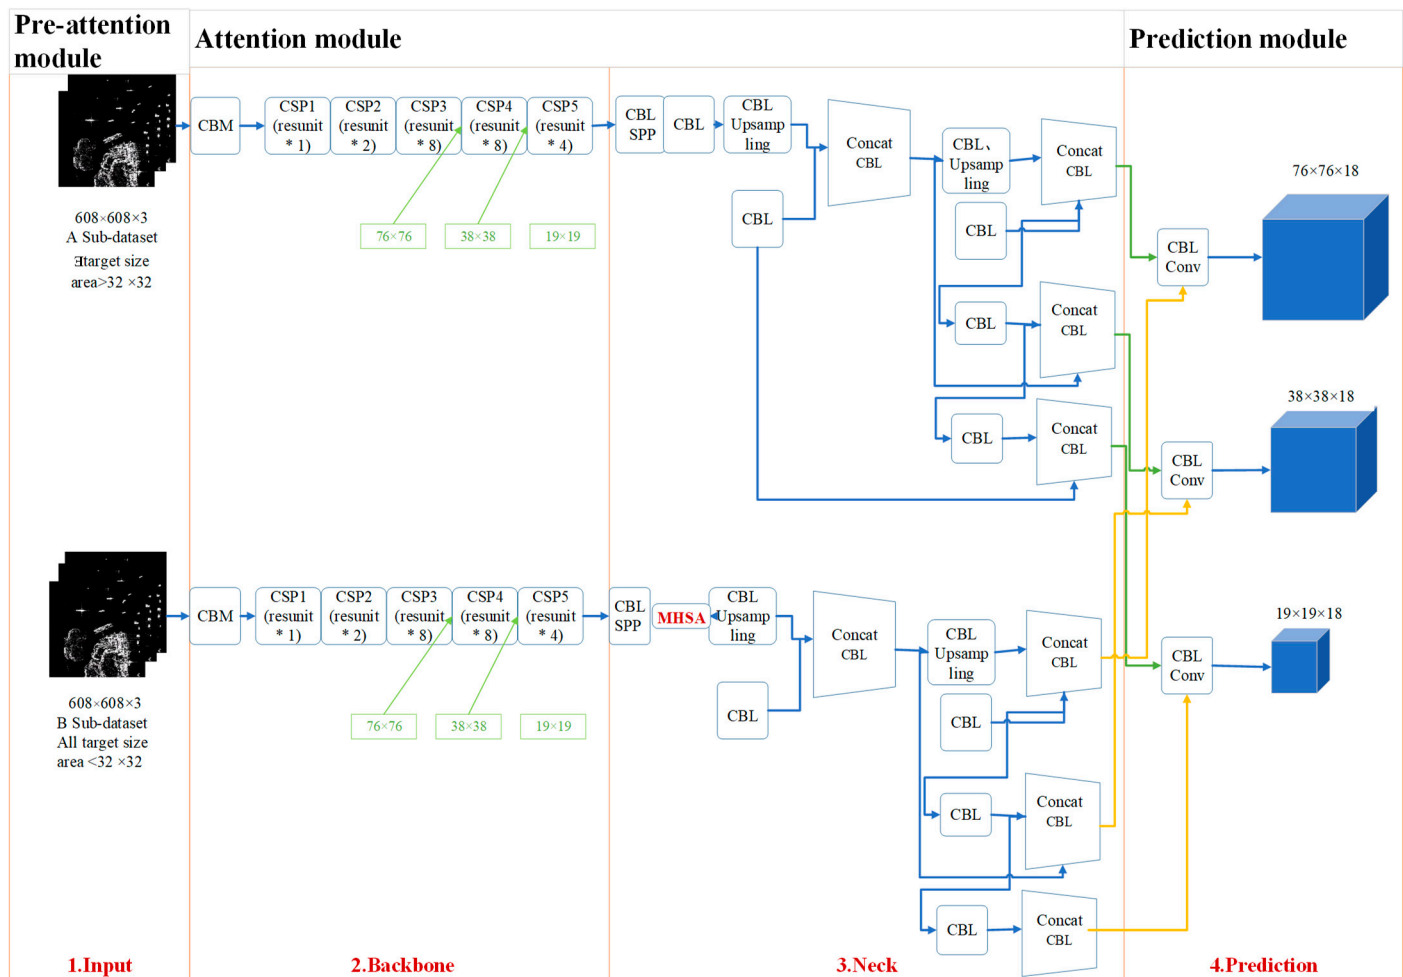 Pre-attention
module
Attention module
Prediction module
CBM
CSP1
(resunit
* 1)
CSP2
(resunit
* 2)
CSP3
(resunit
* 8)
CSP4
(resunit
* 8)
CSP5
(resunit
* 4)
CBL
SPP
CBL
CBL
Upsamp
ling
Concat
CBL
CBL、
Upsamp
ling
Concat
CBL
76×76×18
608×608×3
A Sub-dataset
∃target size
area>32 ×32
76×76
38×38
19×19
CBL
CBL
CBL
Conv
CBL
Concat
CBL
38×38×18
CBL
Concat
CBL
CBL
Conv
CBM
CSP1
(resunit
* 1)
CSP2
(resunit
* 2)
CSP3
(resunit
* 8)
CSP4
(resunit
* 8)
CSP5
(resunit
* 4)
CBL
SPP
MHSA
CBL
Upsamp
ling
Concat
CBL
CBL
Upsamp
ling
Concat
CBL
CBL
Conv
19×19×18
608×608×3
B Sub-dataset
All target size
area <32 ×32
76×76
38×38
19×19
CBL
CBL
CBL
Concat
CBL
CBL
Concat
CBL
1.Input
2.Backbone
3.Neck
4.Prediction